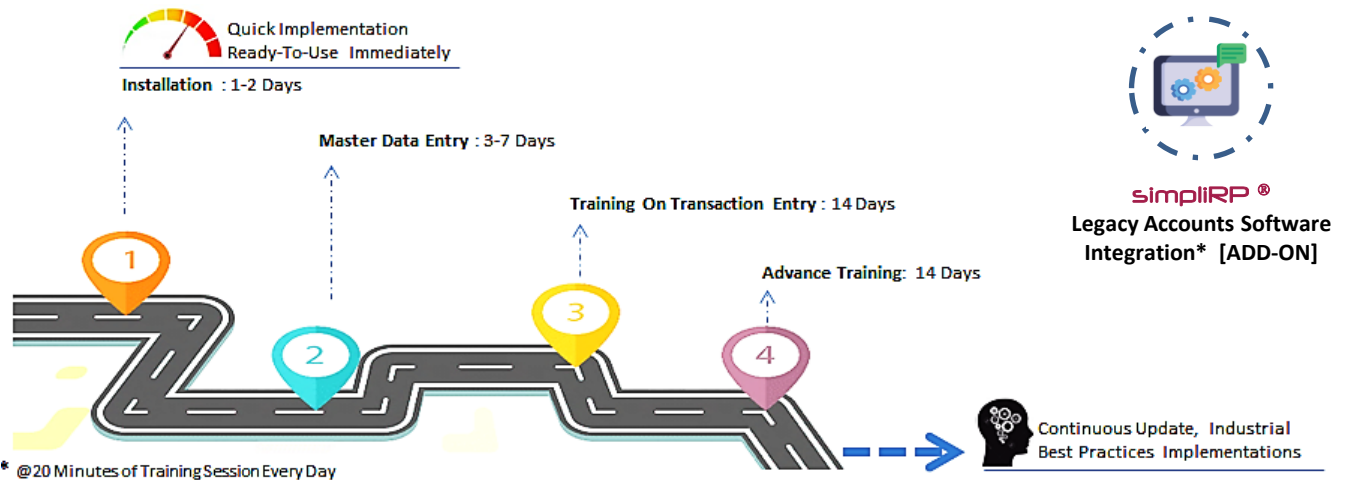 Quick Implementation
Ready-To-Use Immediately
Installation : 1-2 Days
Master Data Entry : 3-7 Days
Training On Transaction Entry : 14 Days
Advance Training: 14 Days
simpliRP ®
Legacy Accounts Software
Integration* [ADD-ON]
1
2
3
4
Continuous Update, Industrial
Best Practices Implementations
* @20 Minutes of Training Session Every Day